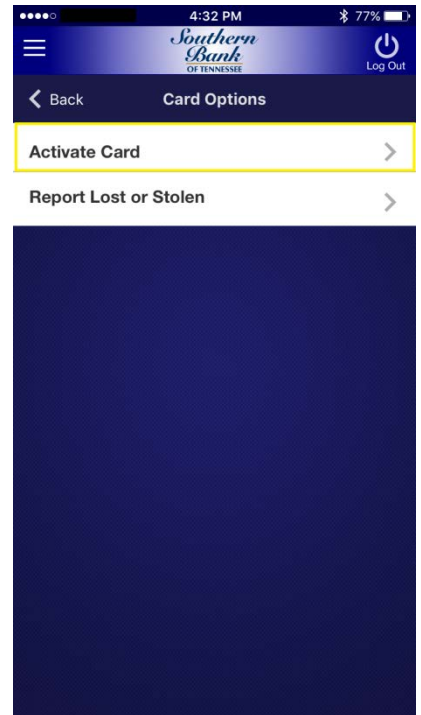 4:32 PM
77%
Southern
Bank
OF TENNESSEE
Log Out
Back
Card Options
Activate Card
Report Lost or Stolen